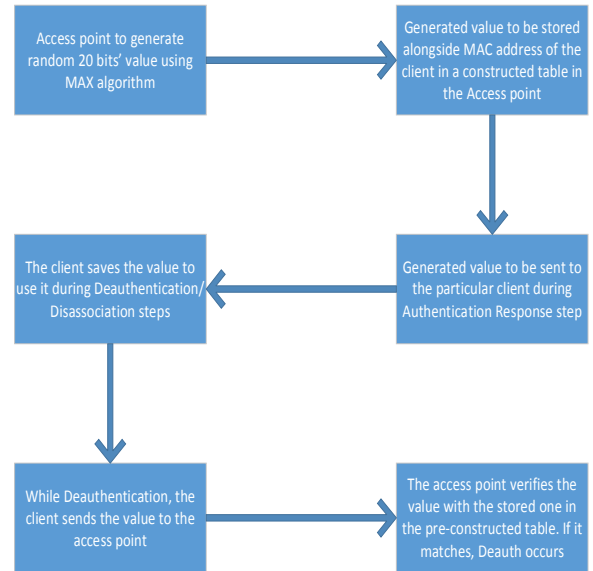 Access point to generate
random 20 bits' value using
MAX algorithm
Generated value to be stored
alongside MAC address of the
client in a constructed table in
the Access point
Generated value to be sent to
the particular client during
Authentication Response step
The client saves the value to
use it during Deauthentication/
Disassociation steps
While Deauthentication, the
client sends the value to the
access point
The access point verifies the
value with the stored one in
the pre-constructed table. If it
matches, Deauth occurs